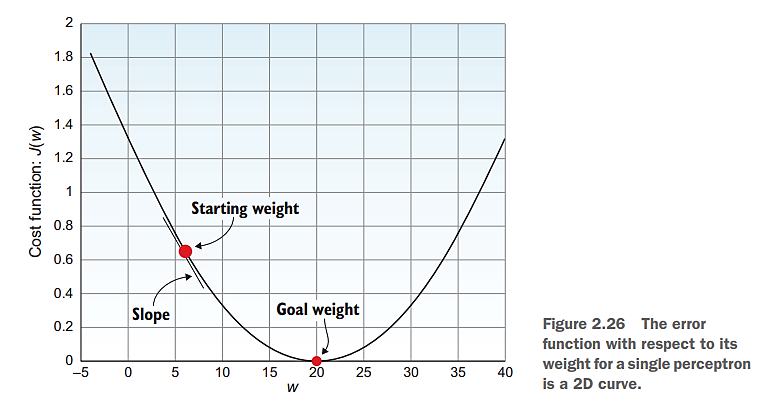 2
1.8
1.6
1.4
1.2
1
0.8
0.6
0.4
0.2
0
Cost function: J(w)
Starting weight
Slope
Goal weight
–5 0 5 10 15 20 25 30 35 40
w
Figure 2.26 The error
function with respect to its
weight for a single perceptron
is a 2D curve.